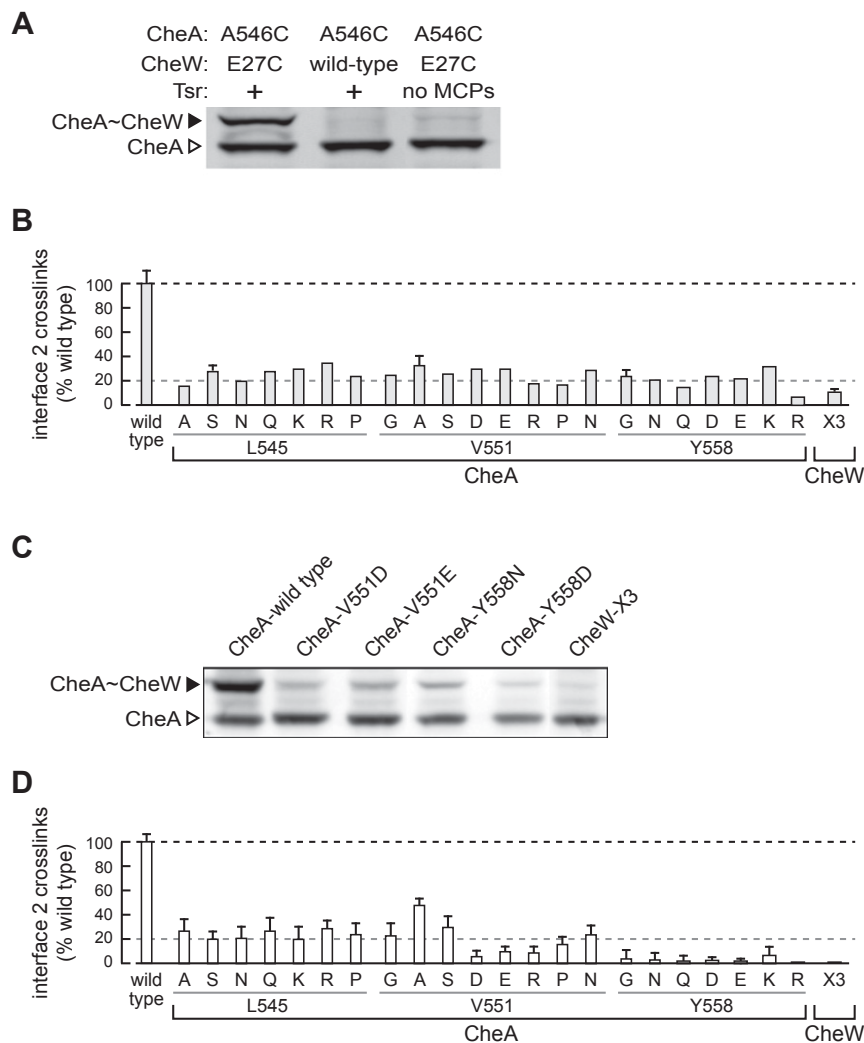 A
CheA: A546C A546C A546C
CheW: E27C wild-type E27C
Tsr: + + no MCPs
CheA~CheW ▶
CheA ▷
B
interface 2 crosslinks
(% wild type)
100
80
60
40
20
0
wild
type
A S N Q K R P G A S D E R P N G N Q D E K R X3
L545 V551 Y558
CheA CheW
C
CheA-wild type
CheA-V551D
CheA-V551E
CheA-Y558N
CheA-Y558D
CheW-X3
CheA~CheW ▶
CheA ▷
D
interface 2 crosslinks
(% wild type)
100
80
60
40
20
0
wild
type
A S N Q K R P G A S D E R P N G N Q D E K R X3
L545 V551 Y558
CheA CheW